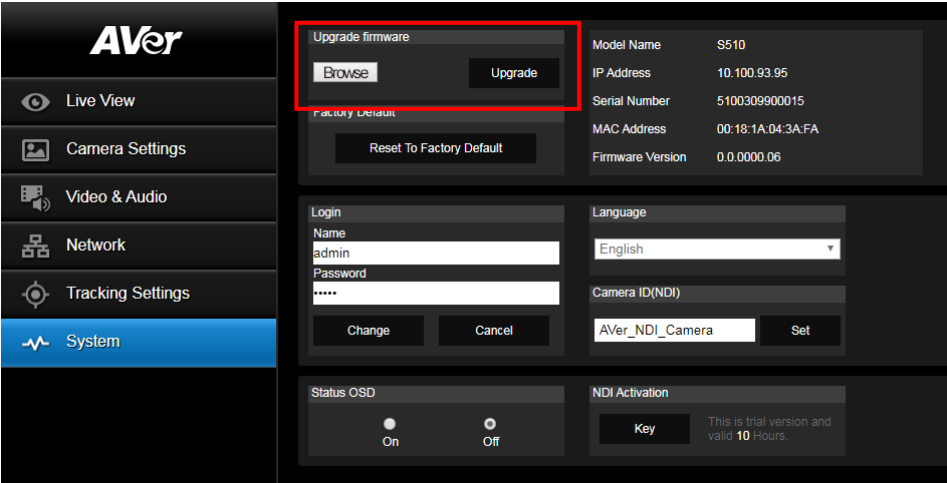 AVer
Live View
Camera Settings
Video & Audio
Network
Tracking Settings
System
Upgrade firmware
Browse
Upgrade
Factory Default
Reset To Factory Default
Model Name S510
IP Address 10.100.93.95
Serial Number 5100309900015
MAC Address 00:18:1A:04:3A:FA
Firmware Version 0.0.0000.06
Login
Name
admin
Password
•••••
Change
Cancel
Language
English
Camera ID(NDI)
AVer_NDI_Camera
Set
Status OSD
On
Off
NDI Activation
Key
This is trial version and
valid 10 Hours.